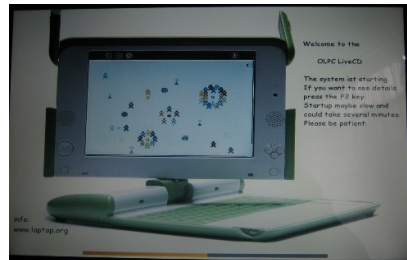 Welcome to the
OLPC LiveCD
The system ist starting.
If you want to see details
press the F2 key.
Startup maybe slow and
could take several minutes.
Please be patient.
info:
www.laptop.org